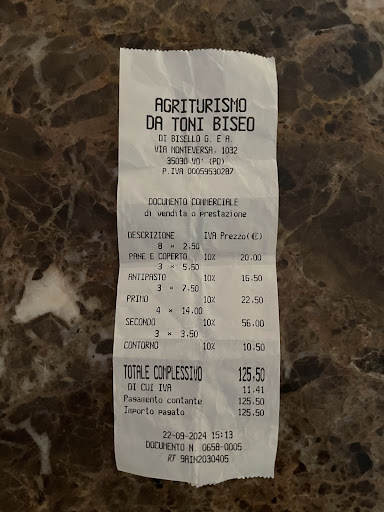 AGRITURISMO
DA TONI BISEO
DI BISELLO G. E A.
VIA MONTEVERSA, 1032
35030 VO' (PD)
P.IVA 00059530287
DOCUMENTO COMMERCIALE
di vendita o prestazione
DESCRIZIONE IVA Prezzo(€)
8 × 2.50
PANE E COPERTO 10% 20.00
3 × 5.50
ANTIPASTO 10% 16.50
3 × 7.50
PRIMO 10% 22.50
4 × 14.00
SECONDO 10% 56.00
3 × 3.50
CONTORNO 10% 10.50
TOTALE COMPLESSIVO 125.50
DI CUI IVA 11.41
Pagamento contante 125.50
Importo pagato 125.50
22-09-2024 15:13
DOCUMENTO N. 0658-0005
RT 9AIN2030405